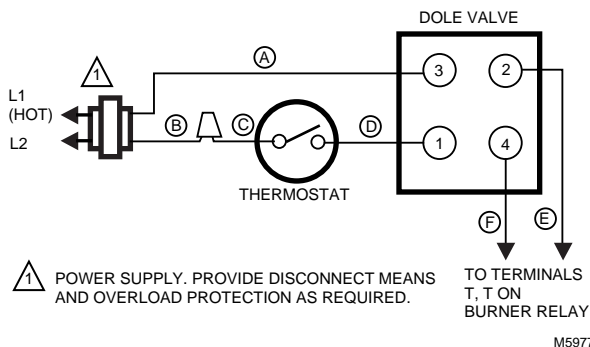 DOLE VALVE
A
3
2
1
L1
(HOT)
L2
B
C
D
1
4
THERMOSTAT
F
E
1 POWER SUPPLY. PROVIDE DISCONNECT MEANS
AND OVERLOAD PROTECTION AS REQUIRED.
TO TERMINALS
T, T ON
BURNER RELAY
M5977